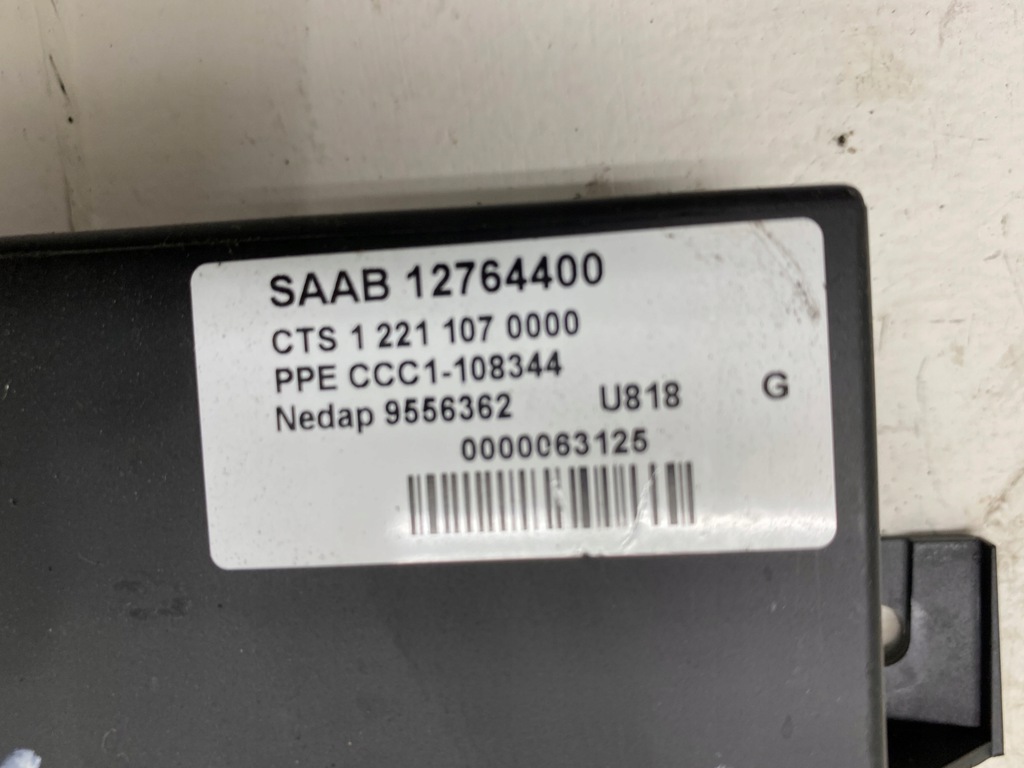 SAAB 12764400
CTS 1 221 107 0000
PPE CCC1-108344
Nedap 9556362 U818 G
0000063125